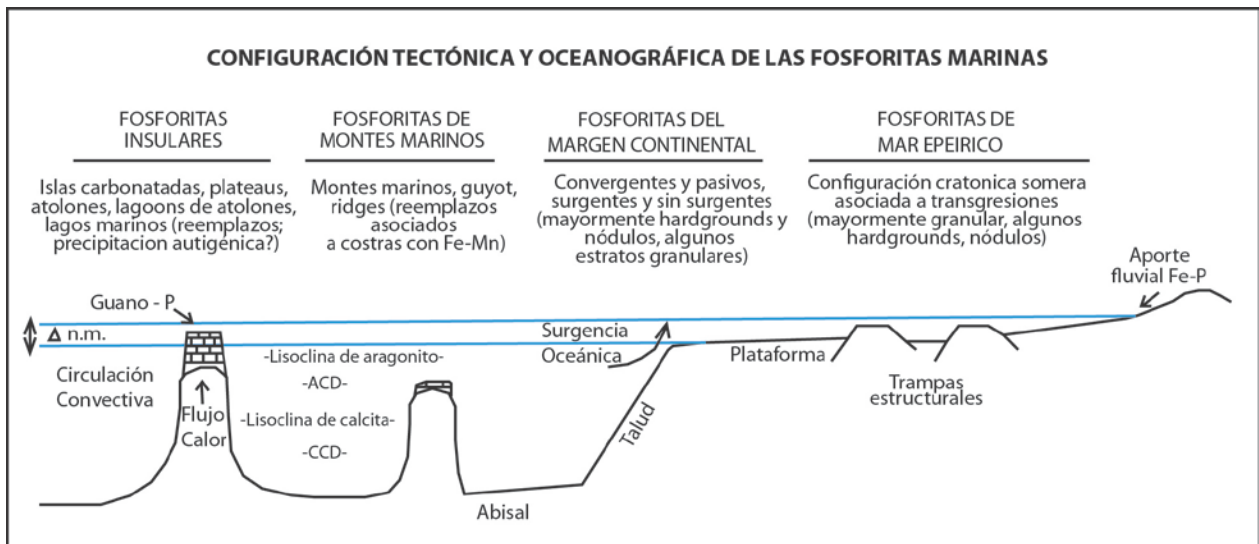 CONFIGURACIÓN TECTÓNICA Y OCEANOGRÁFICA DE LAS FOSFORITAS MARINAS
FOSFORITAS
INSULARES
Islas carbonatadas, plateaus,
atolones, lagoons de atolones,
lagos marinos (reemplazos;
precipitacion autigénica?)
FOSFORITAS DE
MONTES MARINOS
Montes marinos, guyot,
ridges (reemplazos
asociados
a costras con Fe-Mn)
FOSFORITAS DEL
MARGEN CONTINENTAL
Convergentes y pasivos,
surgentes y sin surgentes
(mayormente hardgrounds y
nódulos, algunos
estratos granulares)
FOSFORITAS DE
MAR EPEIRICO
Configuración cratonica somera
asociada a transgresiones
(mayormente granular, algunos
hardgrounds, nódulos)
Aporte
fluvial Fe-P
Guano - P
Δ n.m.
Circulación
Convectiva
Flujo
Calor
-Lisoclina de aragonito-
-ACD-
-Lisoclina de calcita-
-CCD-
Surgencia
Oceánica
Talud
Abisal
Plataforma
Trampas
estructurales